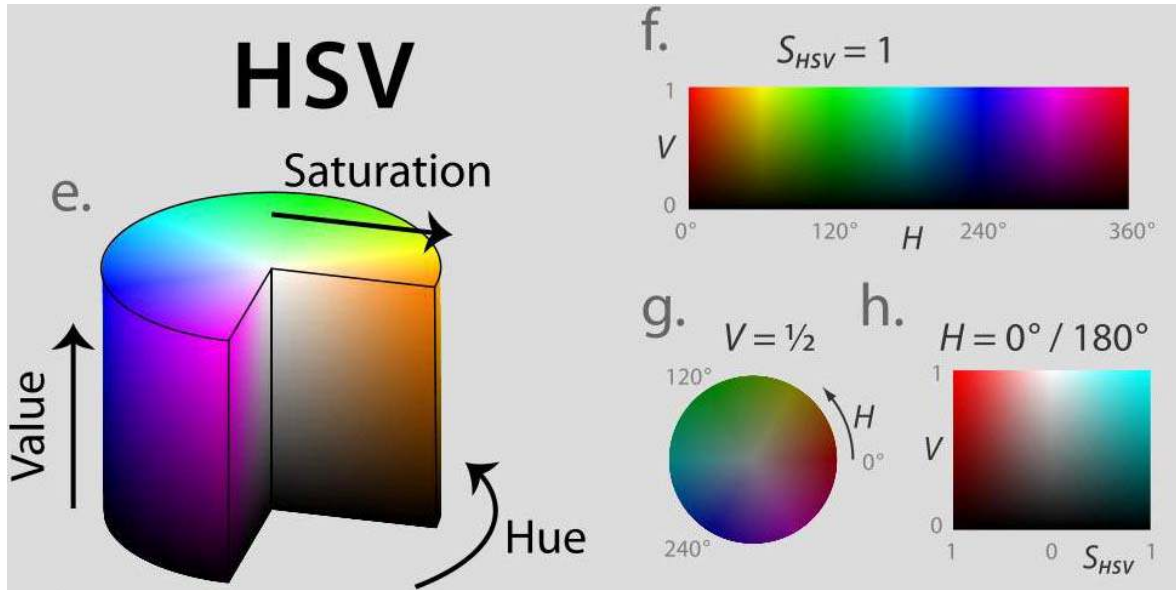 HSV
e.
Saturation
Value
Hue
f.
S_HSV = 1
1
V
0
0° 120° H 240° 360°
g.
V = ½
120°
H
0°
240°
h.
H = 0° / 180°
1
V
0
1 0 S_HSV 1